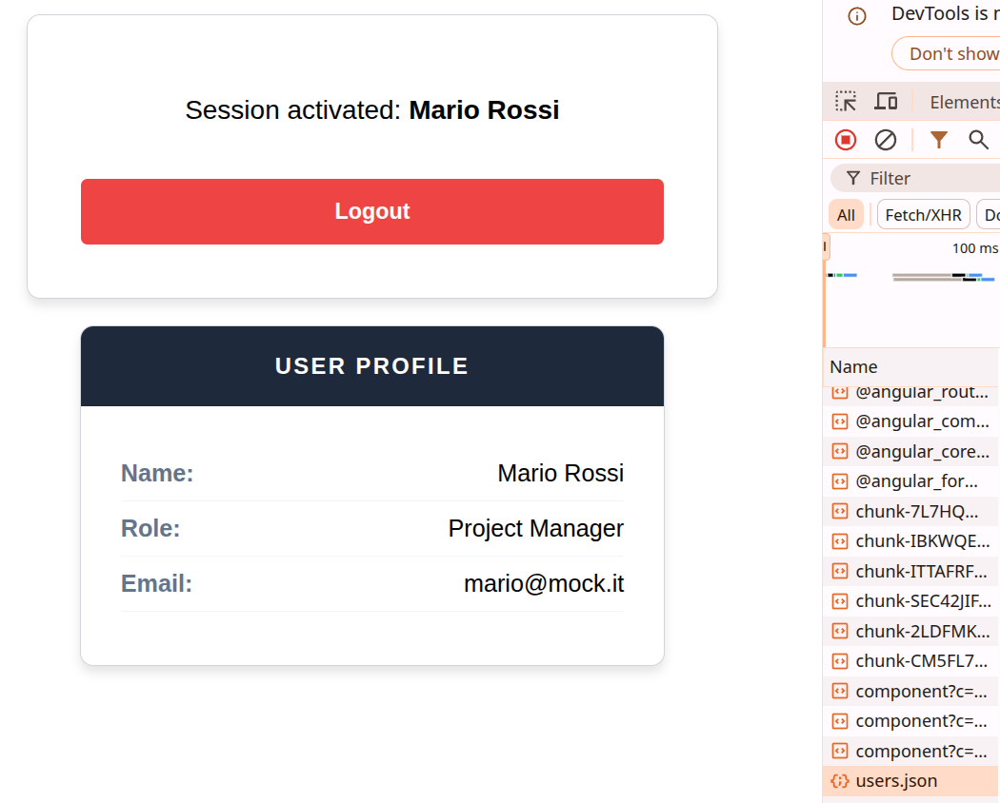 Session activated: Mario Rossi
Logout
USER PROFILE
Name: Mario Rossi
Role: Project Manager
Email: mario@mock.it
DevTools is
Don't show
Elements
Filter
All Fetch/XHR
100 ms
Name
@angular_rout...
@angular_com...
@angular_core...
@angular_for...
chunk-7L7HQ...
chunk-IBKWQE...
chunk-ITTAFRF...
chunk-SEC42JIF...
chunk-2LDFMK...
chunk-CM5FL7...
component?c=...
component?c=...
component?c=...
users.json